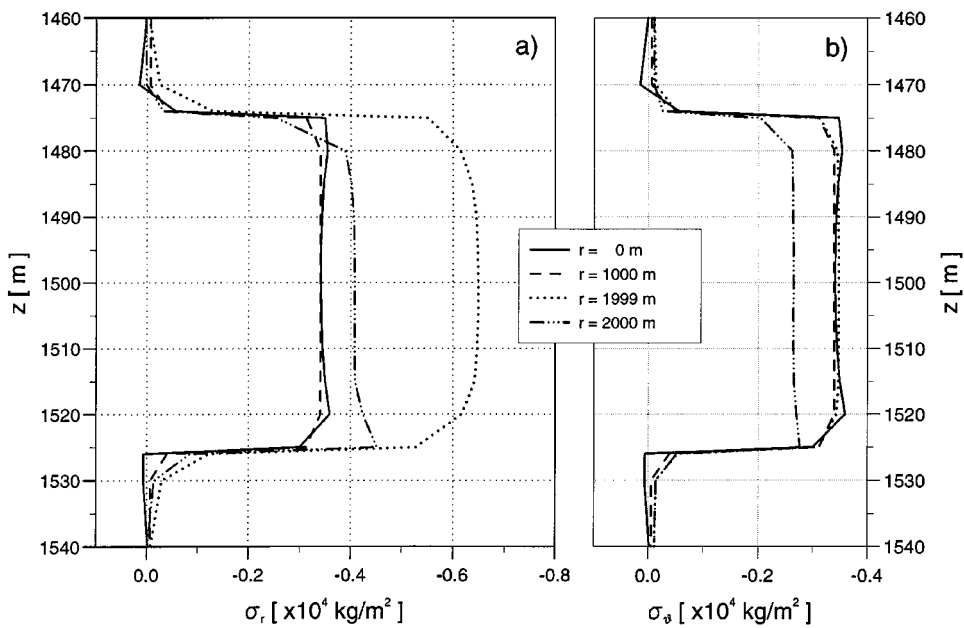 a)
b)
1460
1470
1480
1490
1500
1510
1520
1530
1540
z [ m ]
0.0 -0.2 -0.4 -0.6 -0.8
σr [ x10⁴ kg/m² ]
r = 0 m
r = 1000 m
r = 1999 m
r = 2000 m
0.0 -0.2 -0.4
σϑ [ x10⁴ kg/m² ]
1460
1470
1480
1490
1500
1510
1520
1530
1540
z [ m ]